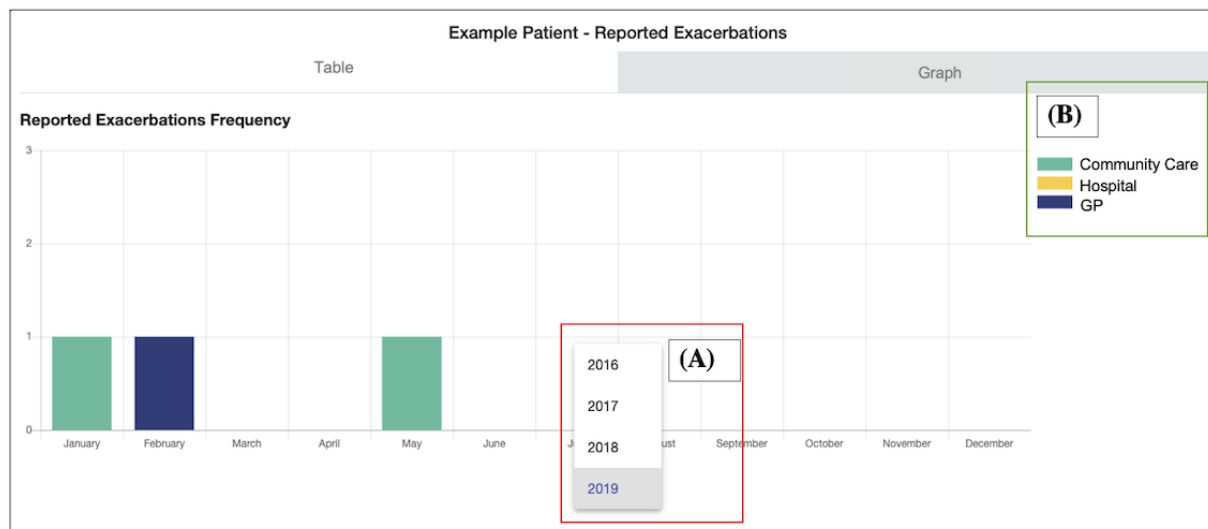 Example Patient - Reported Exacerbations
Table
Graph
(B)
Reported Exacerbations Frequency
Community Care
Hospital
GP
3
2
1
0
(A)
2016
2017
2018
2019
January February March April May June September October November December